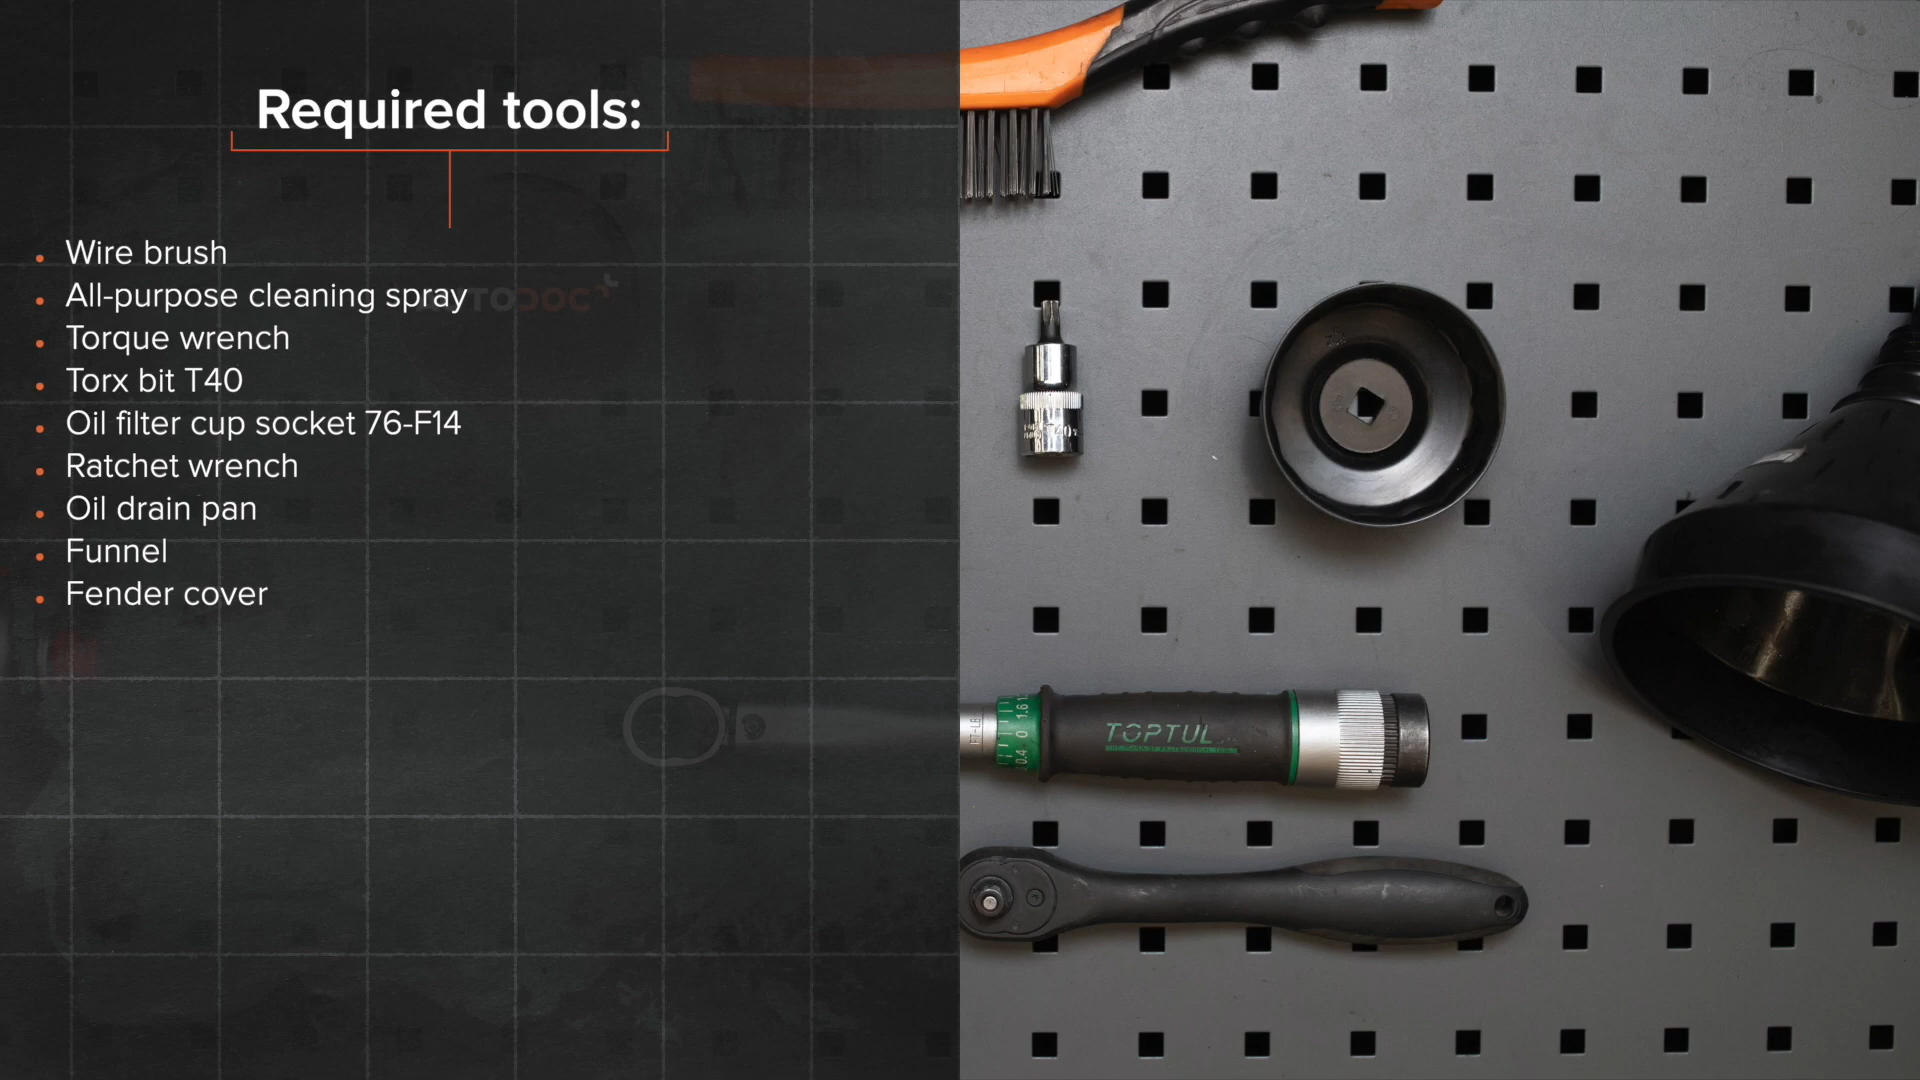 Required tools:
Wire brush
All-purpose cleaning spray
Torque wrench
Torx bit T40
Oil filter cup socket 76-F14
Ratchet wrench
Oil drain pan
Funnel
Fender cover
TOPTUL